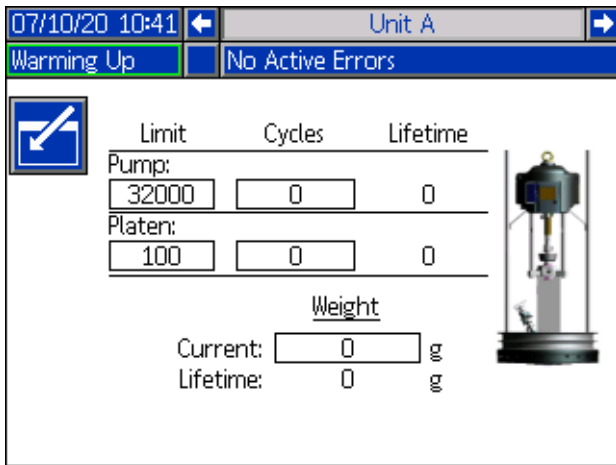 07/10/20 10:41 Unit A
Warming Up No Active Errors
Limit Cycles Lifetime
Pump:
32000 0 0
Platen:
100 0 0
Weight
Current: 0 g
Lifetime: 0 g